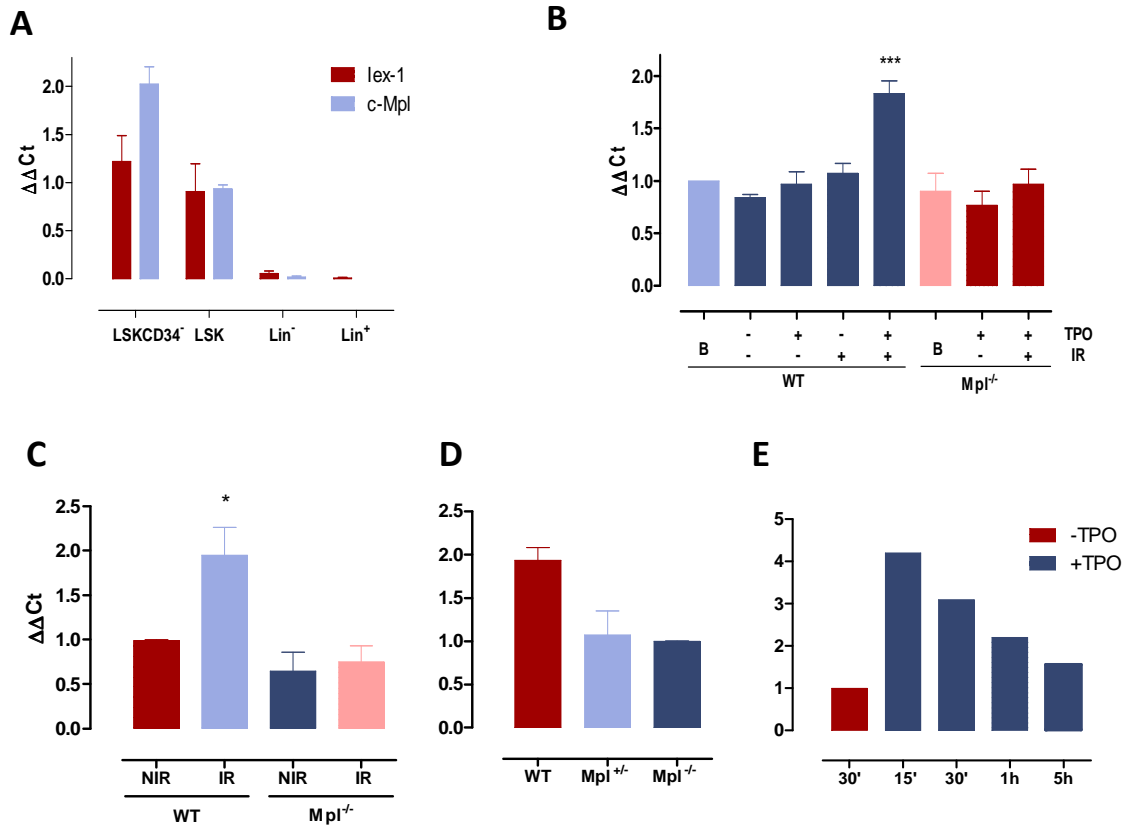 A
2.0
1.5
1.0
0.5
0.0
ΔΔCt
Iex-1
c-Mpl
LSKCD34⁻ LSK Lin⁻ Lin⁺
B
2.0
1.5
1.0
0.5
0.0
ΔΔCt
***
B - + - + B + + TPO
- - + + - + IR
WT Mpl⁻/⁻
C
2.5
2.0
1.5
1.0
0.5
0.0
ΔΔCt
*
NIR IR NIR IR
WT Mpl⁻/⁻
D
2.5
2.0
1.5
1.0
0.5
0.0
WT Mpl⁺/⁻ Mpl⁻/⁻
E
5
4
3
2
1
0
-TPO
+TPO
30' 15' 30' 1h 5h